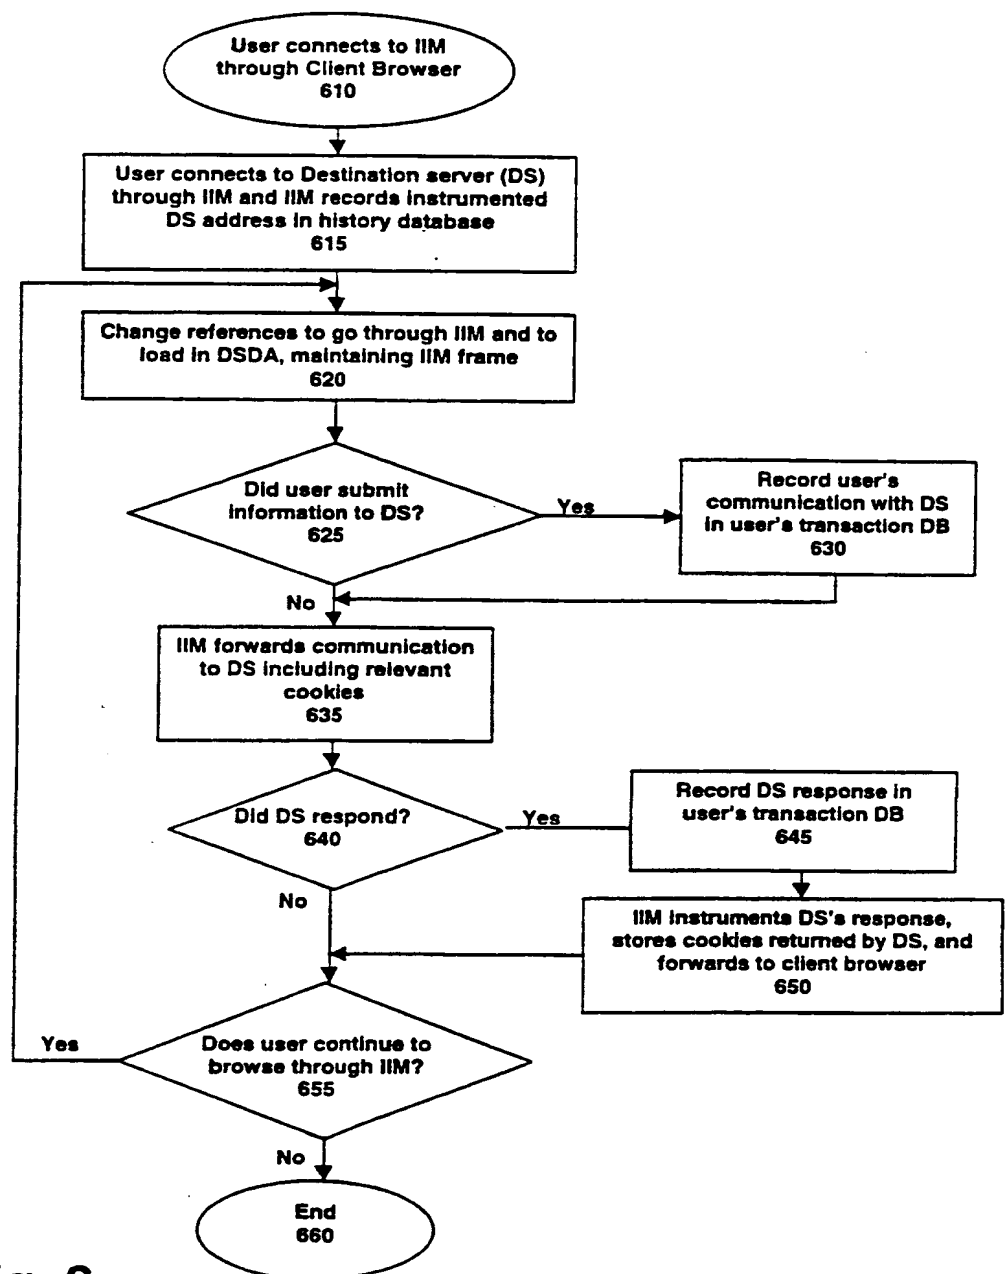 User connects to IIM
through Client Browser
610
User connects to Destination server (DS)
through IIM and IIM records instrumented
DS address in history database
615
Change references to go through IIM and to
load in DSDA, maintaining IIM frame
620
Did user submit
information to DS?
625
Yes
Record user's
communication with DS
in user's transaction DB
630
No
IIM forwards communication
to DS including relevant
cookies
635
Did DS respond?
640
Yes
Record DS response in
user's transaction DB
645
No
IIM instruments DS's response,
stores cookies returned by DS, and
forwards to client browser
650
Yes
Does user continue to
browse through IIM?
655
No
End
660